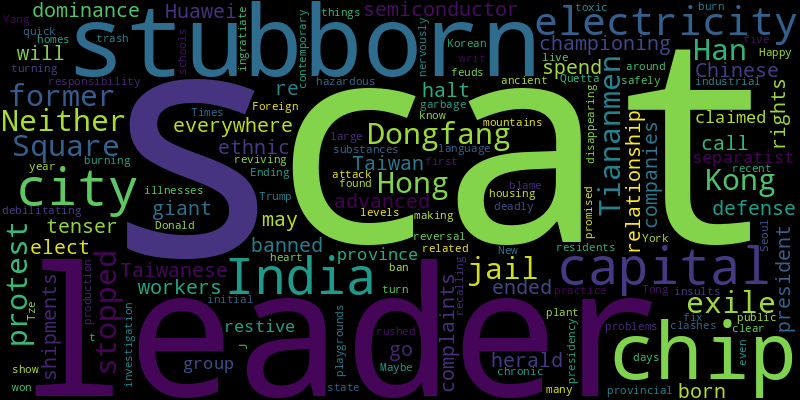 Yang
dominance
Huawei
semiconductor
things
toxic
burn
quick
homes
trash
schools
ingratiate
contemporary
stubborn
nervously
Korean
writ
feuds
electricity
five
Happy
will
turning
championing
Han
live
ancient
Quetta
around
safely
Chinese
industrial
responsibility
hazardous
spend
former
re
halt
garbage
know
mountains
disappearing
Tiananmen
Neither
Times
Foreign
everywhere
large
Dongfang
claimed
rights
scat
Square
ethnic
reviving
substances
language
call
separatist
year
burning
Ending
Taiwan
attack
found
first
relationship
companies
recent
city
illnesses
Trump
Hong
housing
blame
Kong
debilitating
giant
Donald
may
advanced
levels
making
deadly
promised
defense
tenser
reversal
related
New
residents
York
seoul
president
protest
elect
banned
heart
province
ban
jail
capital
Taiwanese
India
turn
recalling
practice
Tong
insults
workers
initial
ended
exile
Tze
shipments
production
stopped
leader
rushed
complaints
plant
problems
fix
public
clashes
clear
t
investigation
restive
J
playgrounds
go
herald
presidency
chip
even
show
won
group
Maybe
chronic
days
state
many
provincial
born